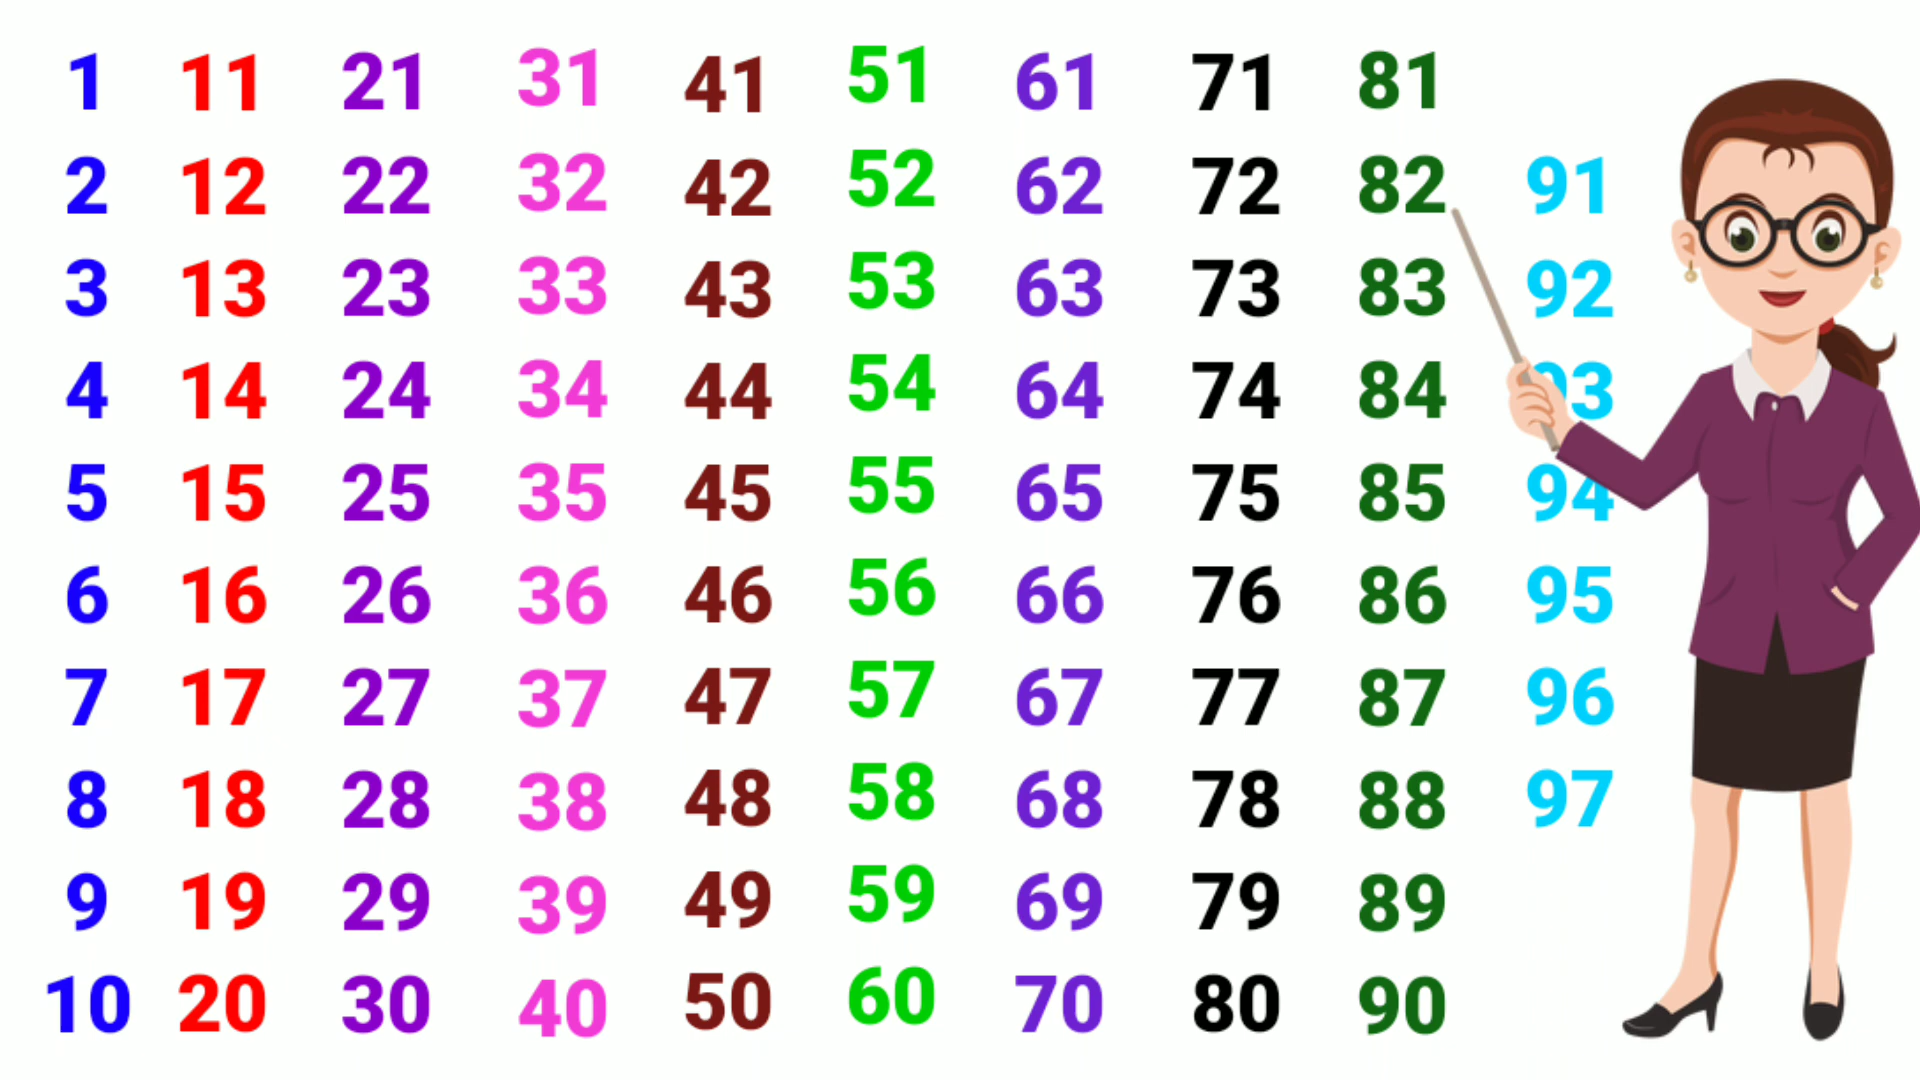 1 11 21 31 41 51 61 71 81
2 12 22 32 42 52 62 72 82 91
3 13 23 33 43 53 63 73 83 92
4 14 24 34 44 54 64 74 84 93
5 15 25 35 45 55 65 75 85 94
6 16 26 36 46 56 66 76 86 95
7 17 27 37 47 57 67 77 87 96
8 18 28 38 48 58 68 78 88 97
9 19 29 39 49 59 69 79 89
10 20 30 40 50 60 70 80 90